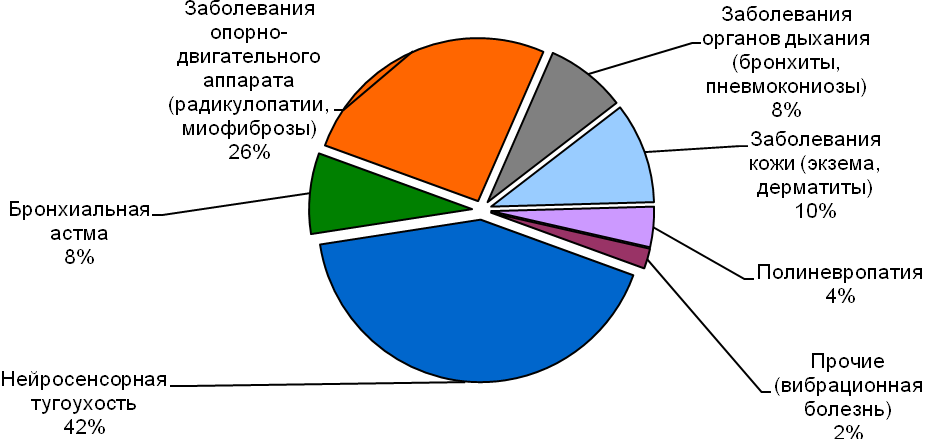 Заболевания
опорно-
двигательного
аппарата
(радикулопатии,
миофиброзы)
26%
Заболевания
органов дыхания
(бронхиты,
пневмокониозы)
8%
Заболевания
кожи (экзема,
дерматиты)
10%
Бронхиальная
астма
8%
Полиневропатия
4%
Нейросенсорная
тугоухость
42%
Прочие
(вибрационная
болезнь)
2%